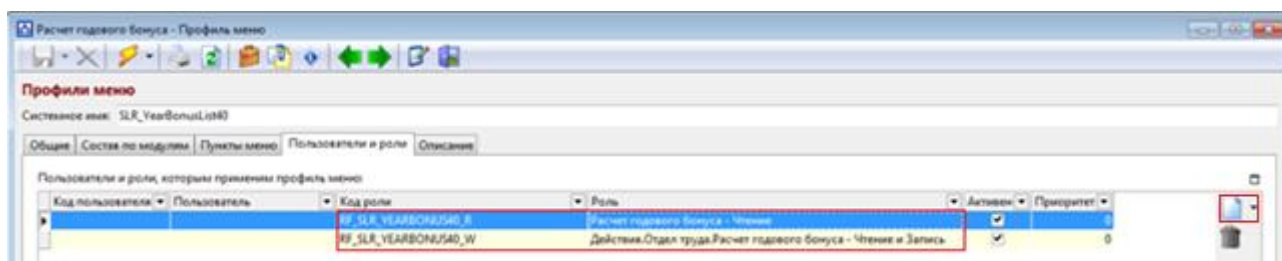 Расчет годового бонуса - Профиль меню
Профили меню
Системное имя: SLR_YearBonusList40
Общие Состав по модулям Пункты меню Пользователи и роли Описание
Пользователи и роли, которым применим профиль меню:
Код пользователя Пользователь Код роли Роль Активен Приоритет
RF_SLR_YEARBONUS40_R Расчет годового бонуса - Чтение 0
RF_SLR_YEARBONUS40_W Действия.Отдел труда.Расчет годового бонуса - Чтение и Запись 0